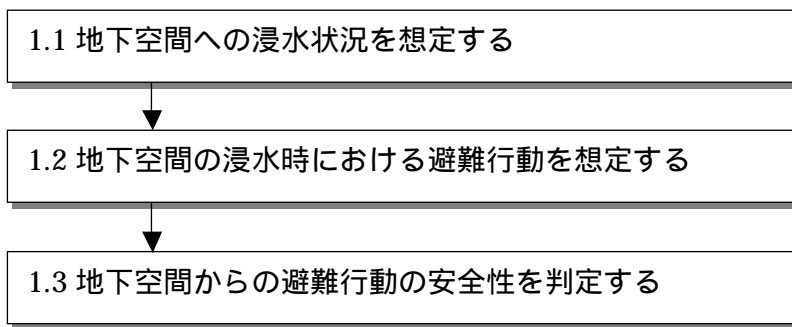 1.1 地下空間への浸水状況を想定する
1.2 地下空間の浸水時における避難行動を想定する
1.3 地下空間からの避難行動の安全性を判定する